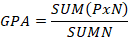 GPA = SUM(PxN)
SUMN